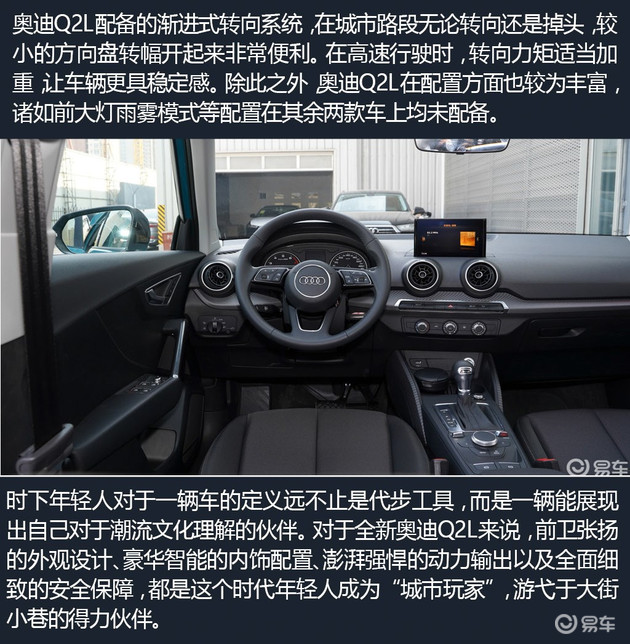 奥迪Q2L配备的渐进式转向系统，在城市路段无论转向还是掉头，较
小的方向盘转幅开起来非常便利。在高速行驶时，转向力矩适当加
重，让车辆更具稳定感。除此之外，奥迪Q2L在配置方面也较为丰富，
诸如前大灯雨雾模式等配置在其余两款车上均未配备。
易车
时下年轻人对于一辆车的定义远不止是代步工具，而是一辆能展现
出自己对于潮流文化理解的伙伴。对于全新奥迪Q2L来说，前卫张扬
的外观设计、豪华智能的内饰配置、澎湃强悍的动力输出以及全面细
致的安全保障，都是这个时代年轻人成为“城市玩家”，游弋于大街
小巷的得力伙伴。
易车